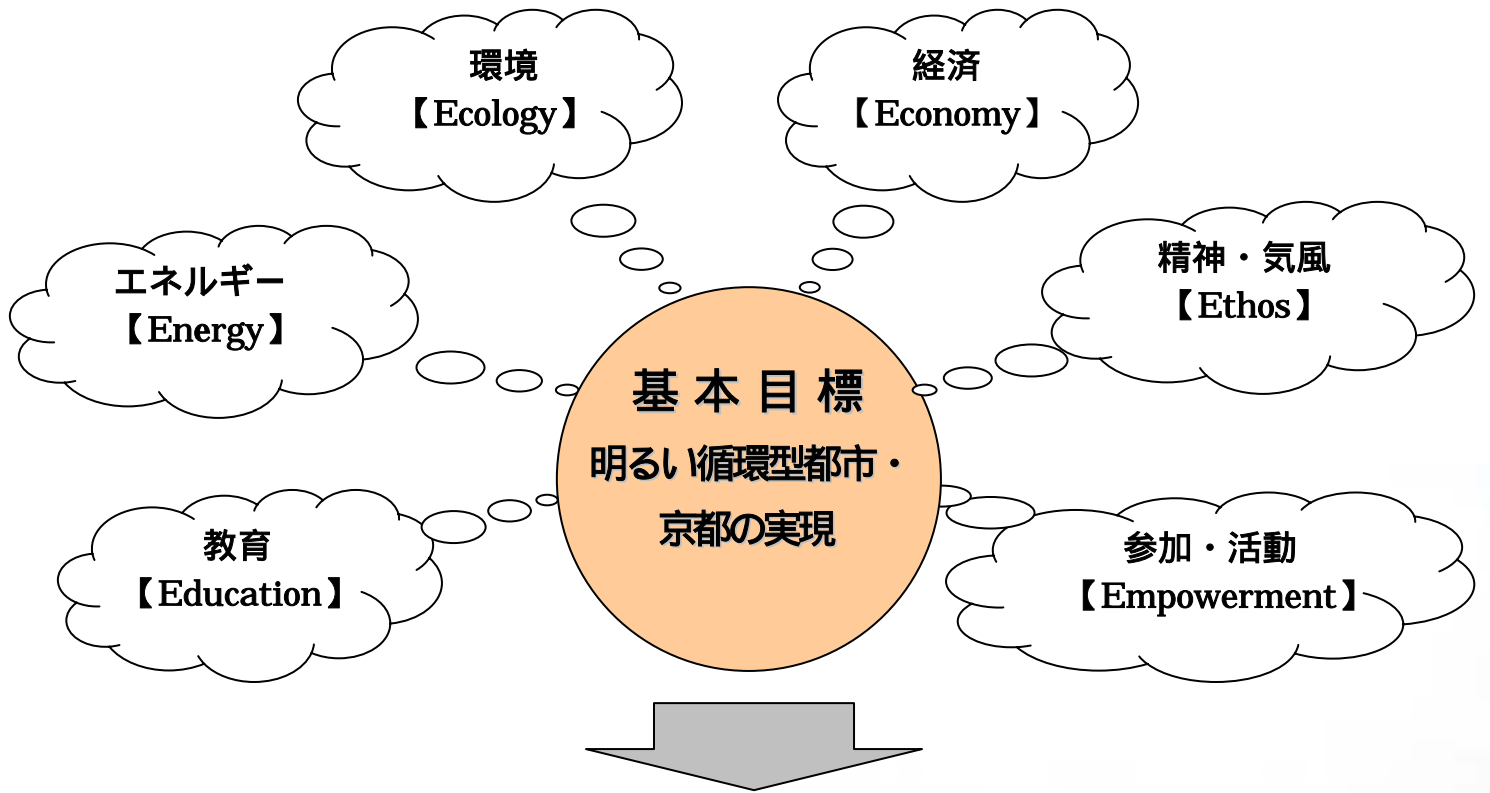 環境
【Ecology】
経済
【Economy】
エネルギー
【Energy】
精神・気風
【Ethos】
基本目標
明るい循環型都市・
京都の実現
教育
【Education】
参加・活動
【Empowerment】